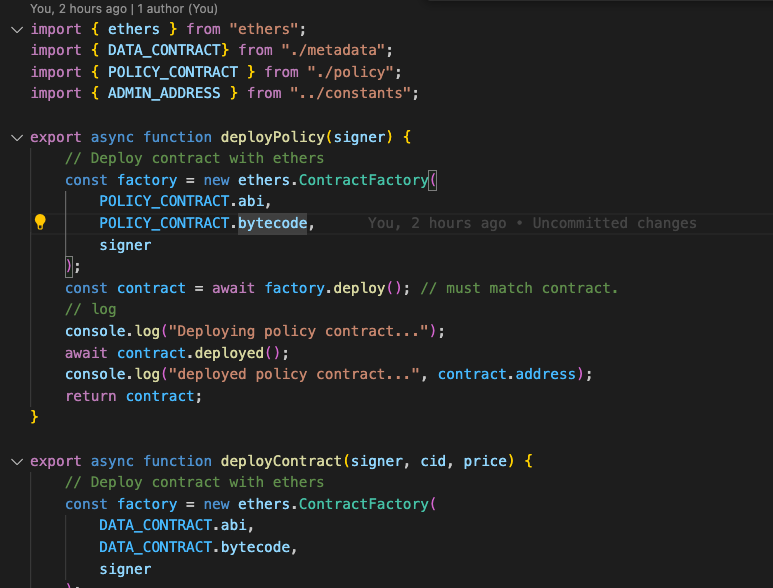 You, 2 hours ago | 1 author (You)
import { ethers } from "ethers";
import { DATA_CONTRACT} from "./metadata";
import { POLICY_CONTRACT } from "./policy";
import { ADMIN_ADDRESS } from "../constants";
export async function deployPolicy(signer) {
// Deploy contract with ethers
const factory = new ethers.ContractFactory(
POLICY_CONTRACT.abi,
POLICY_CONTRACT.bytecode, You, 2 hours ago • Uncommitted changes
signer
);
const contract = await factory.deploy(); // must match contract.
// log
console.log("Deploying policy contract...");
await contract.deployed();
console.log("deployed policy contract...", contract.address);
return contract;
}
export async function deployContract(signer, cid, price) {
// Deploy contract with ethers
const factory = new ethers.ContractFactory(
DATA_CONTRACT.abi,
DATA_CONTRACT.bytecode,
signer
);